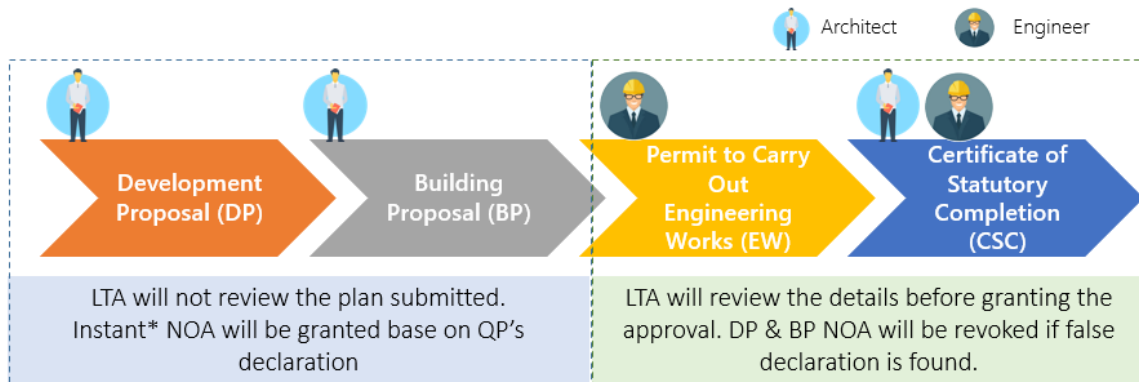 Architect
Engineer
Development
Proposal (DP)
Building
Proposal (BP)
Permit to Carry
Out
Engineering
Works (EW)
Certificate of
Statutory
Completion
(CSC)
LTA will not review the plan submitted.
Instant* NOA will be granted base on QP's
declaration
LTA will review the details before granting the
approval. DP & BP NOA will be revoked if false
declaration is found.